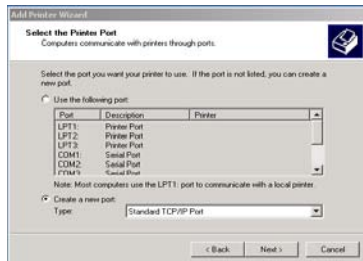 Add Printer Wizard
Select the Printer Port
Computers communicate with printers through ports.
Select the port you want your printer to use. If the port is not listed, you can create a
new port.
Use the following port:
Port Description Printer
LPT1: Printer Port
LPT2: Printer Port
LPT3: Printer Port
COM1: Serial Port
COM2: Serial Port
COM3: Serial Port
Note: Most computers use the LPT1: port to communicate with a local printer.
Create a new port:
Type: Standard TCP/IP Port
< Back Next > Cancel